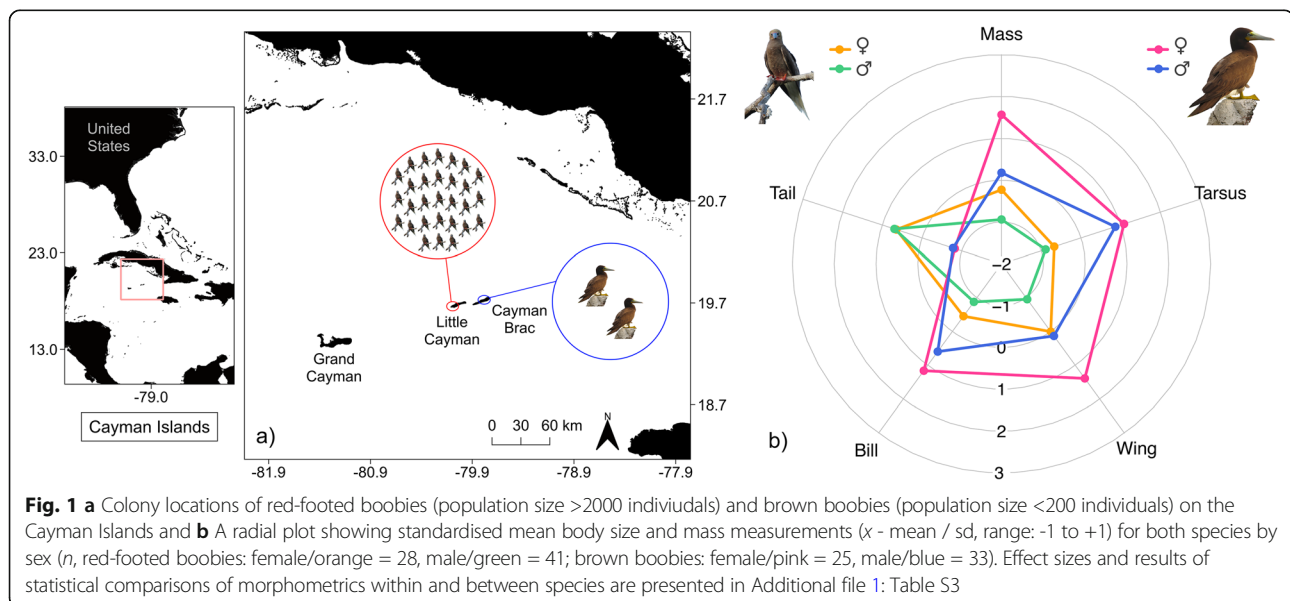 United
States
33.0
23.0
13.0
-79.0
Cayman Islands
21.7
20.7
19.7
18.7
Little
Cayman
Cayman
Brac
Grand
Cayman
a)
0 30 60 km
N
-81.9 -80.9 -79.9 -78.9 -77.9
♀
♂
♀
♂
Mass
Tarsus
Tail
Bill
Wing
−2
−1
0
1
2
3
b)
Fig. 1 a Colony locations of red-footed boobies (population size >2000 indiviudals) and brown boobies (population size <200 individuals) on the
Cayman Islands and b A radial plot showing standardised mean body size and mass measurements (x - mean / sd, range: -1 to +1) for both species by
sex (n, red-footed boobies: female/orange = 28, male/green = 41; brown boobies: female/pink = 25, male/blue = 33). Effect sizes and results of
statistical comparisons of morphometrics within and between species are presented in Additional file 1: Table S3